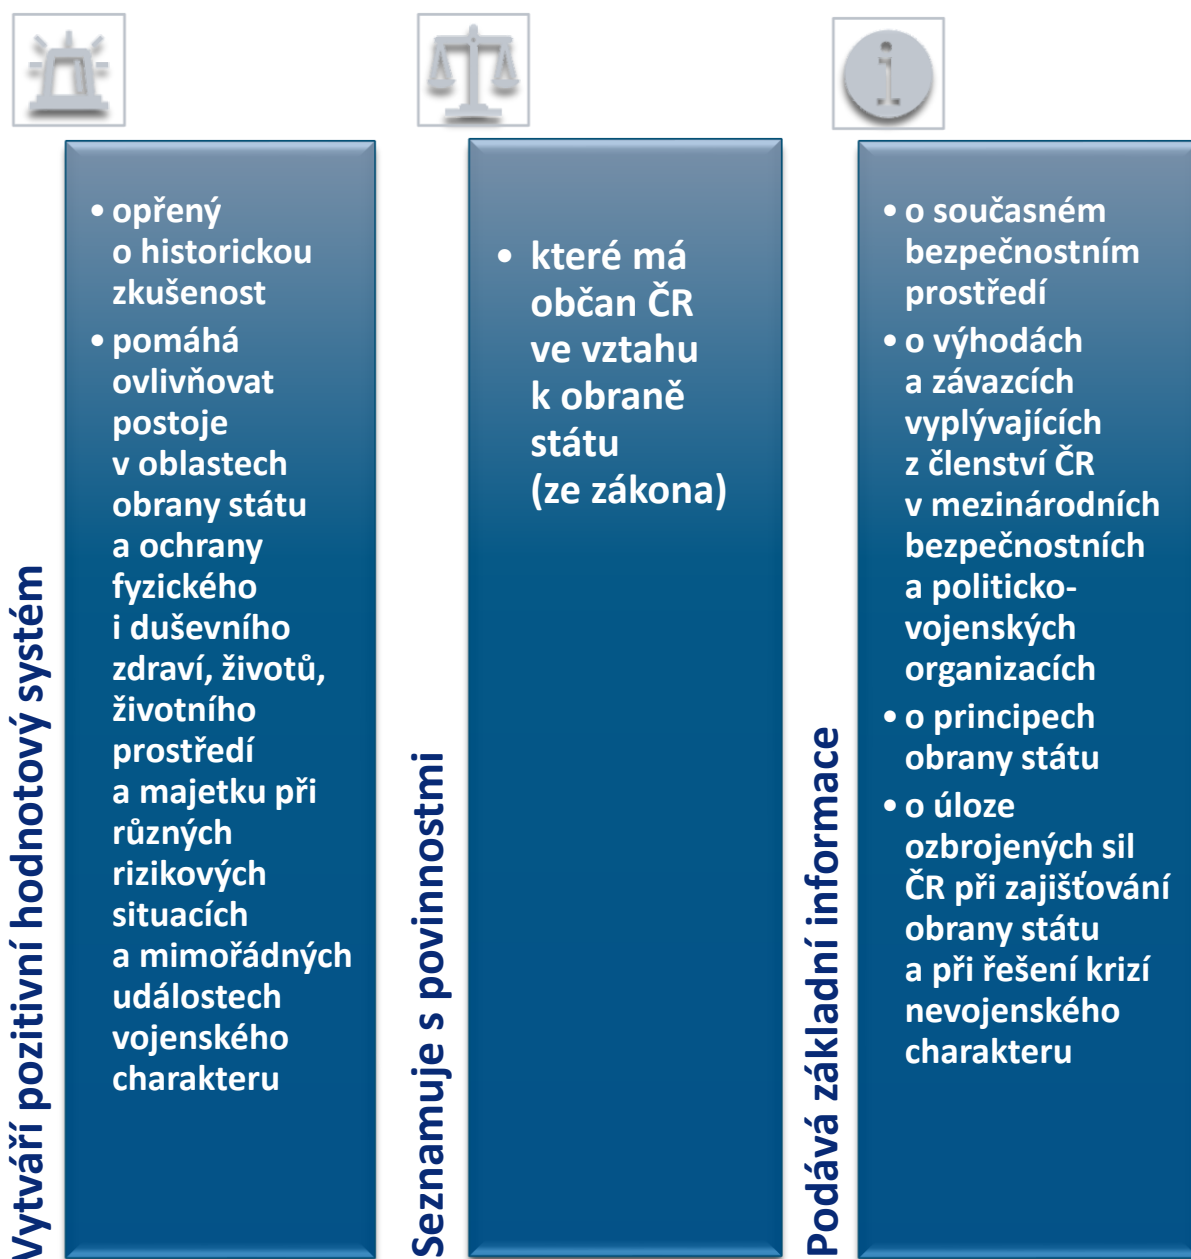 Vytváří pozitivní hodnotový systém
• opřený
o historickou
zkušenost
• pomáhá
ovlivňovat
postoje
v oblastech
obrany státu
a ochrany
fyzického
i duševního
zdraví, životů,
životního
prostředí
a majetku při
různých
rizikových
situacích
a mimořádných
událostech
vojenského
charakteru
Seznamuje s povinnostmi
• které má
občan ČR
ve vztahu
k obraně
státu
(ze zákona)
Podává základní informace
• o současném
bezpečnostním
prostředí
• o výhodách
a závazcích
vyplývajících
z členství ČR
v mezinárodních
bezpečnostních
a politicko-
vojenských
organizacích
• o principech
obrany státu
• o úloze
ozbrojených sil
ČR při zajišťování
obrany státu
a při řešení krizí
nevojenského
charakteru